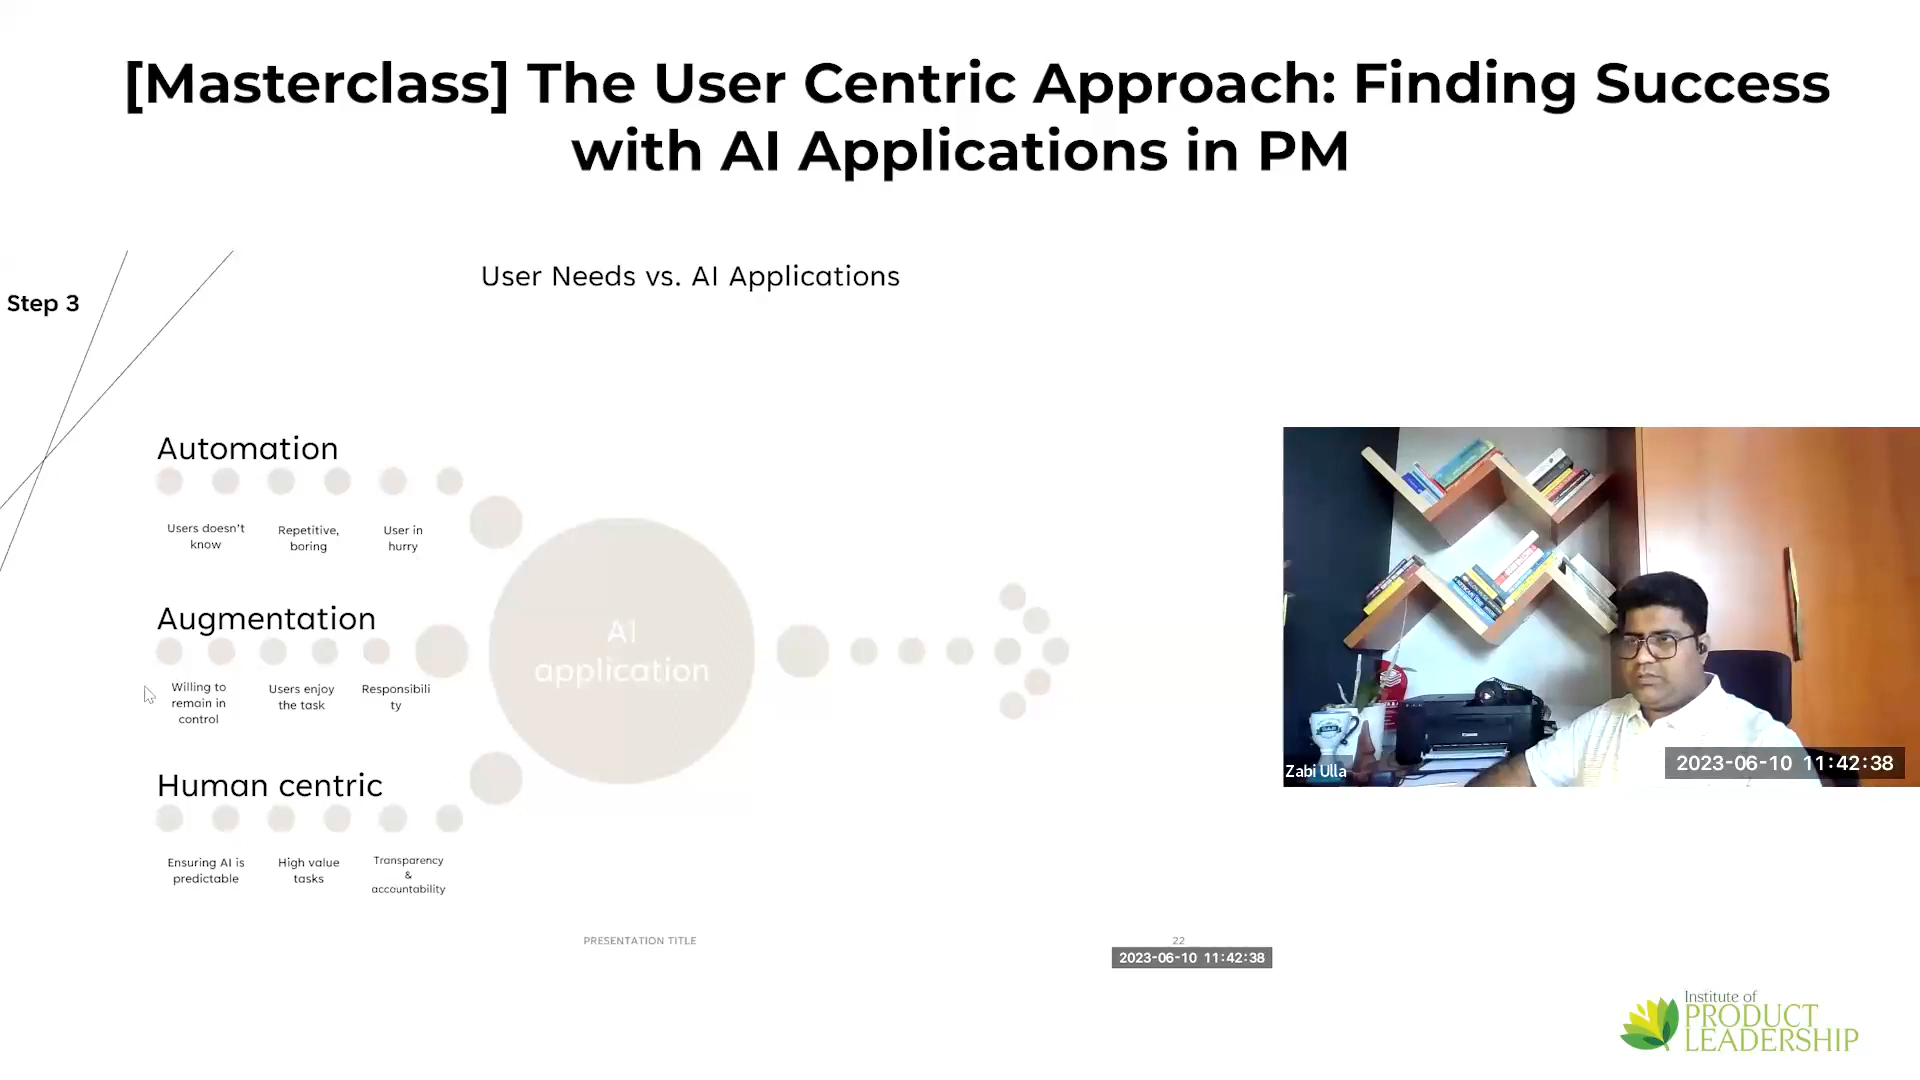 [Masterclass] The User Centric Approach: Finding Success
with AI Applications in PM
User Needs vs. AI Applications
Step 3
Automation
Users doesn't
know
Repetitive,
boring
User in
hurry
Augmentation
Willing to
remain in
control
Users enjoy
the task
Responsibili
ty
Human centric
Ensuring AI is
predictable
High value
tasks
Transparency
&
accountability
AI
application
Zabi Ulla
2023-06-10 11:42:38
PRESENTATION TITLE
22
2023-06-10 11:42:38
Institute of
PRODUCT
LEADERSHIP